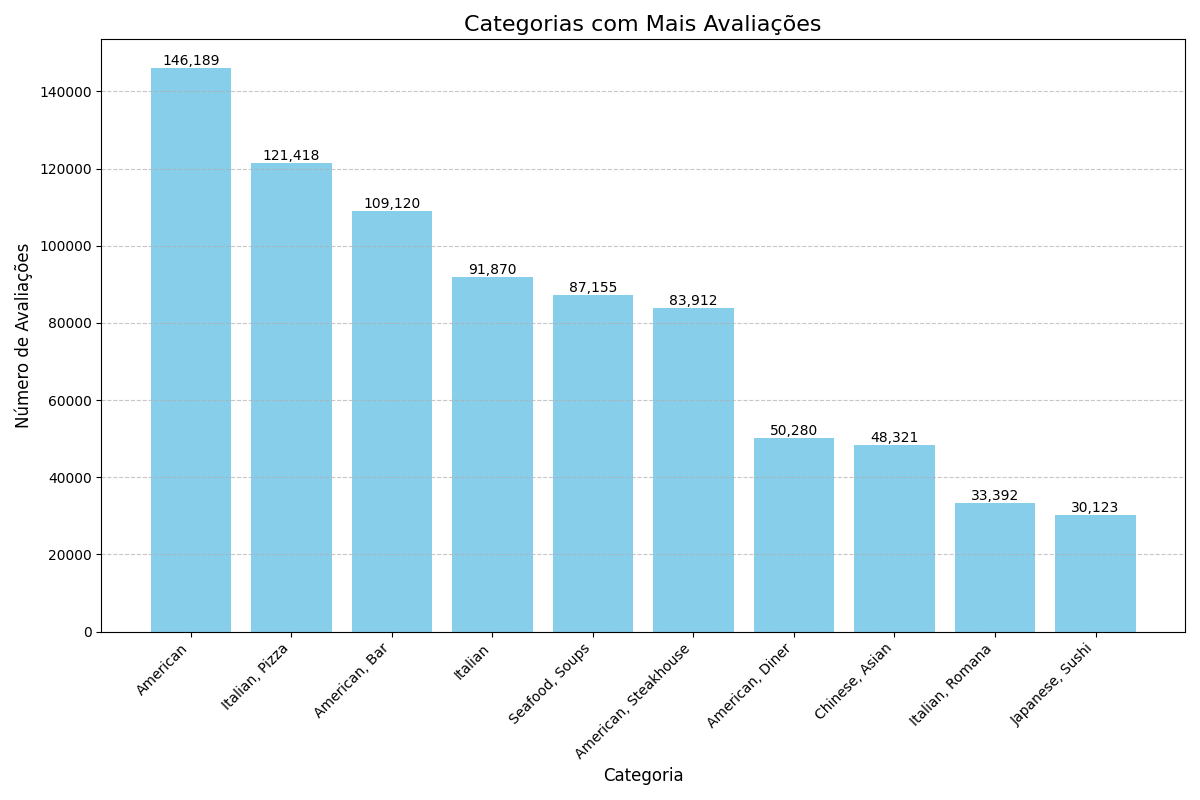 Categorias com Mais Avaliações
Número de Avaliações
140000
120000
100000
80000
60000
40000
20000
0
146,189
121,418
109,120
91,870
87,155
83,912
50,280
48,321
33,392
30,123
American
Italian, Pizza
American, Bar
Italian
Seafood, Soups
American, Steakhouse
American, Diner
Chinese, Asian
Italian, Romana
Japanese, Sushi
Categoria